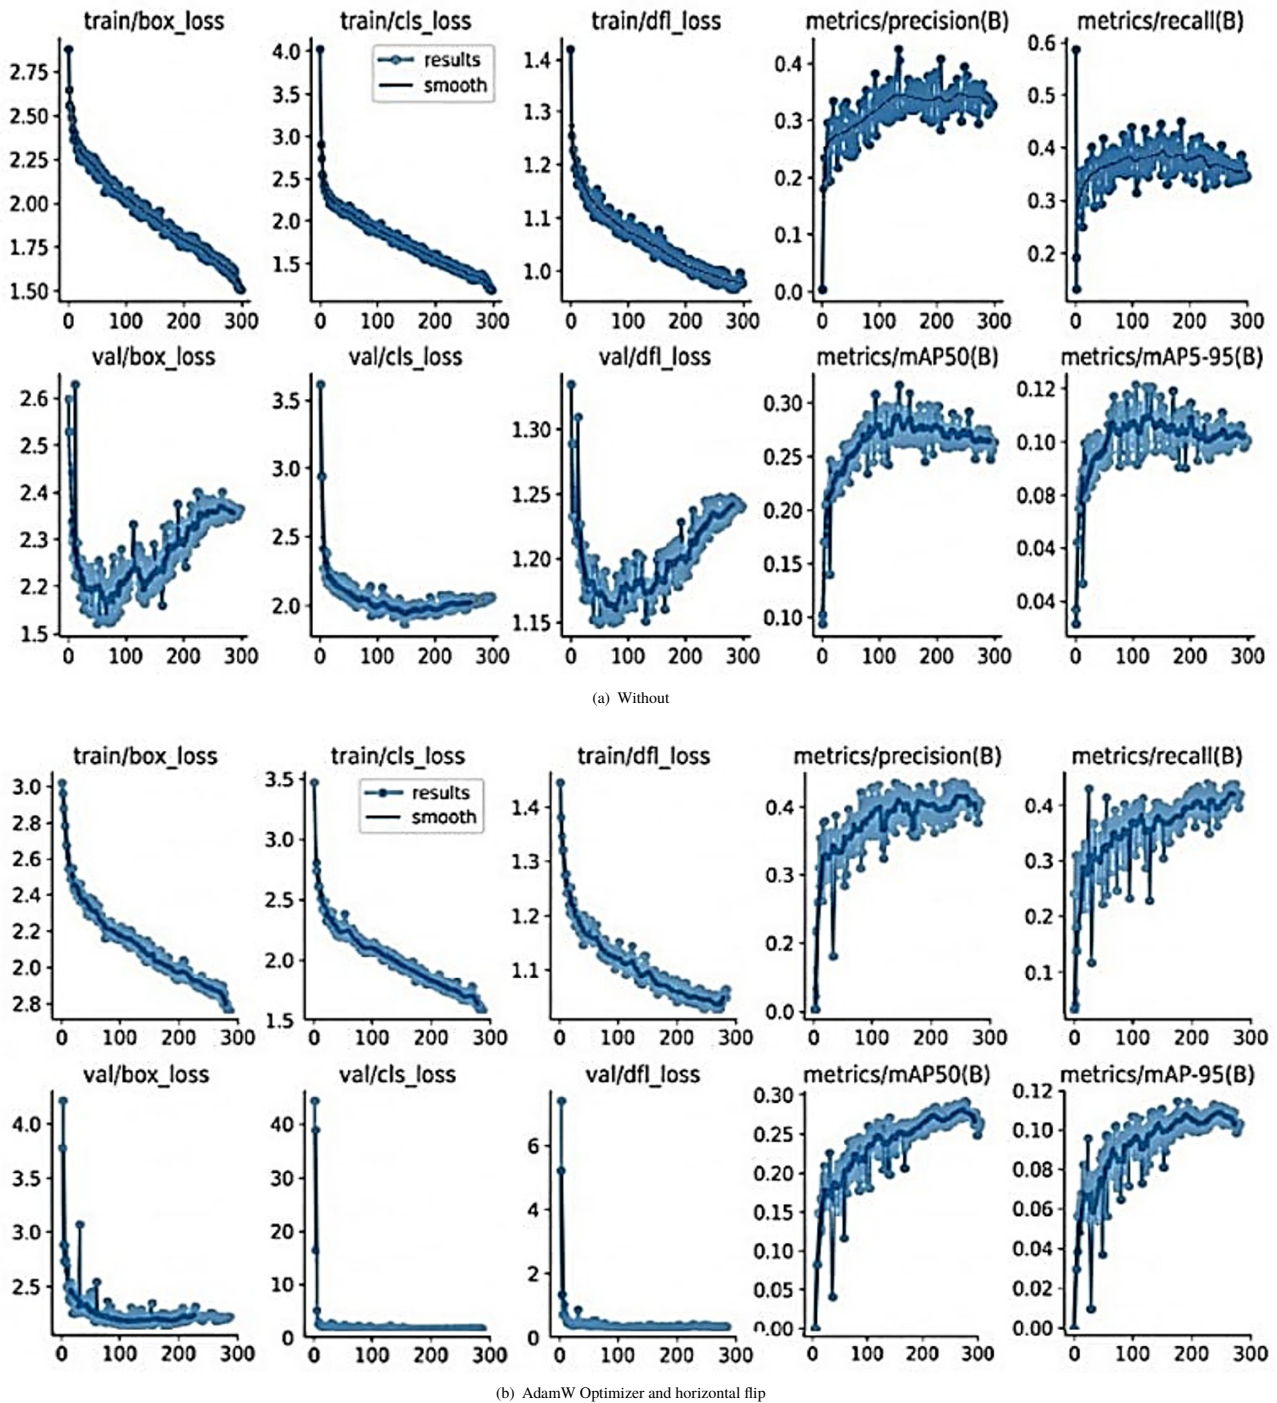 train/box_loss train/cls_loss train/dfl_loss metrics/precision(B) metrics/recall(B)
2.75 2.50 2.25 2.00 1.75 1.50
0 100 200 300
4.0 3.5 3.0 2.5 2.0 1.5
results
smooth
0 100 200 300
1.4 1.3 1.2 1.1 1.0
0 100 200 300
0.4 0.3 0.2 0.1 0.0
0 100 200 300
0.6 0.5 0.4 0.3 0.2
0 100 200 300
val/box_loss val/cls_loss val/dfl_loss metrics/mAP50(B) metrics/mAP5-95(B)
2.6 2.5 2.4 2.3 2.2 1.5
0 100 200 300
3.5 3.0 2.5 2.0
0 100 200 300
1.30 1.25 1.20 1.15
0 100 200 300
0.30 0.25 0.20 0.15 0.10
0 100 200 300
0.12 0.10 0.08 0.04 0.04
0 100 200 300
(a) Without
train/box_loss train/cls_loss train/dfl_loss metrics/precision(B) metrics/recall(B)
3.0 2.8 2.6 2.4 2.2 2.0 2.8
0 100 200 300
3.5 3.0 2.5 2.0 1.5
results
smooth
0 100 200 300
1.4 1.3 1.2 1.1
0 100 200 300
0.4 0.3 0.2 0.0
0 100 200 300
0.4 0.3 0.2 0.1
0 100 200 300
val/box_loss val/cls_loss val/dfl_loss metrics/mAP50(B) metrics/mAP-95(B)
4.0 3.5 3.0 2.5
0 100 200 300
40 30 20 10 0
0 100 200 300
6 4 2 0
0 100 200 300
0.30 0.25 0.20 0.15 0.10 0.05
0 100 200 300
0.12 0.10 0.08 0.06 0.04 0.02 0.00
0 100 200 300
(b) AdamW Optimizer and horizontal flip